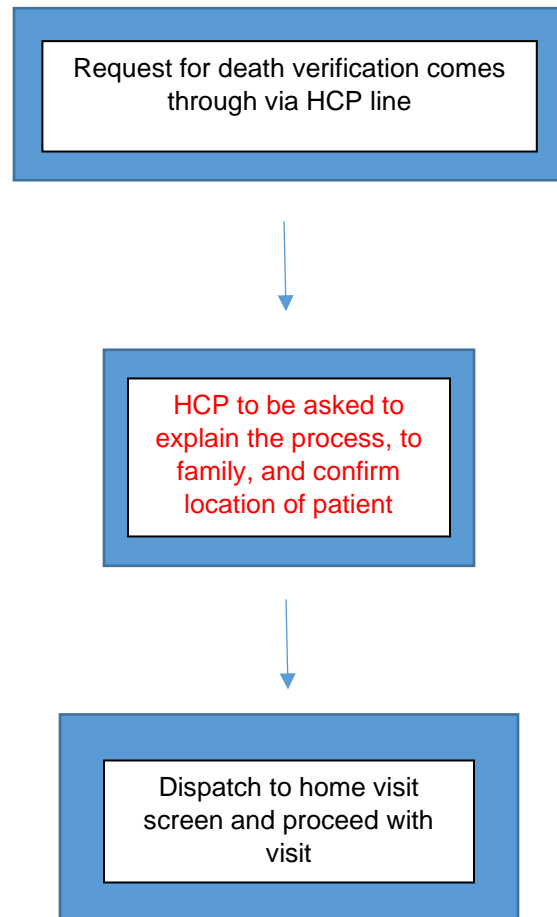 Request for death verification comes
through via HCP line
HCP to be asked to
explain the process, to
family, and confirm
location of patient
Dispatch to home visit
screen and proceed with
visit